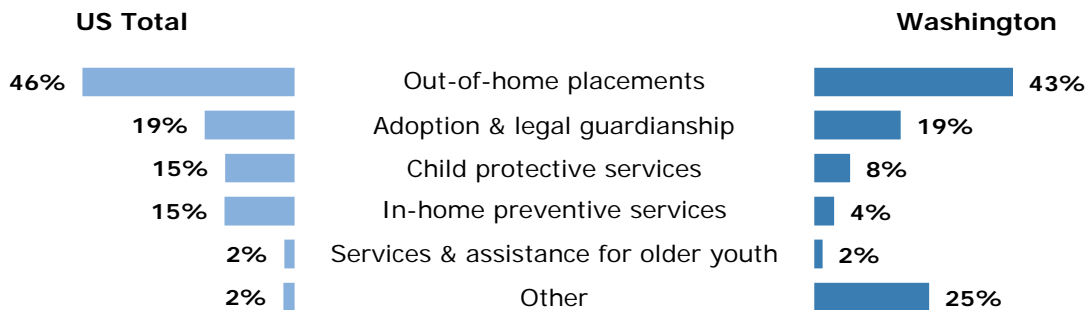 US Total Washington
46% Out-of-home placements 43%
19% Adoption & legal guardianship 19%
15% Child protective services 8%
15% In-home preventive services 4%
2% Services & assistance for older youth 2%
2% Other 25%